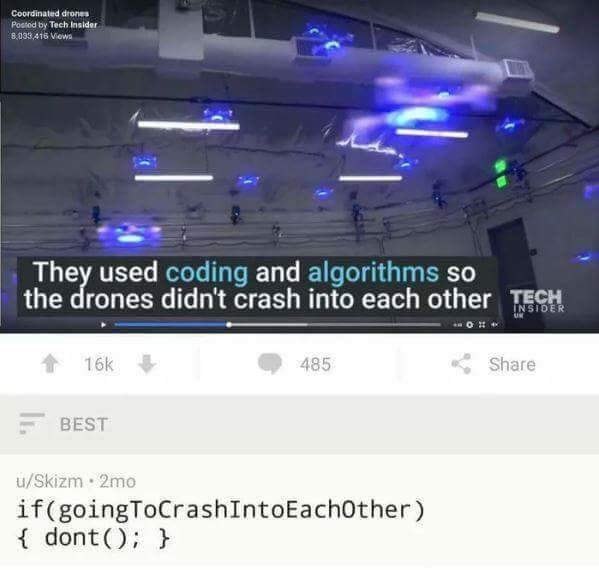 Coordinated drones
Posted by Tech Insider
8,033,416 Views
They used coding and algorithms so
the drones didn't crash into each other
TECH
INSIDER
UK
16k
485
Share
BEST
u/Skizm • 2mo
if(goingToCrashIntoEachOther)
{ dont(); }